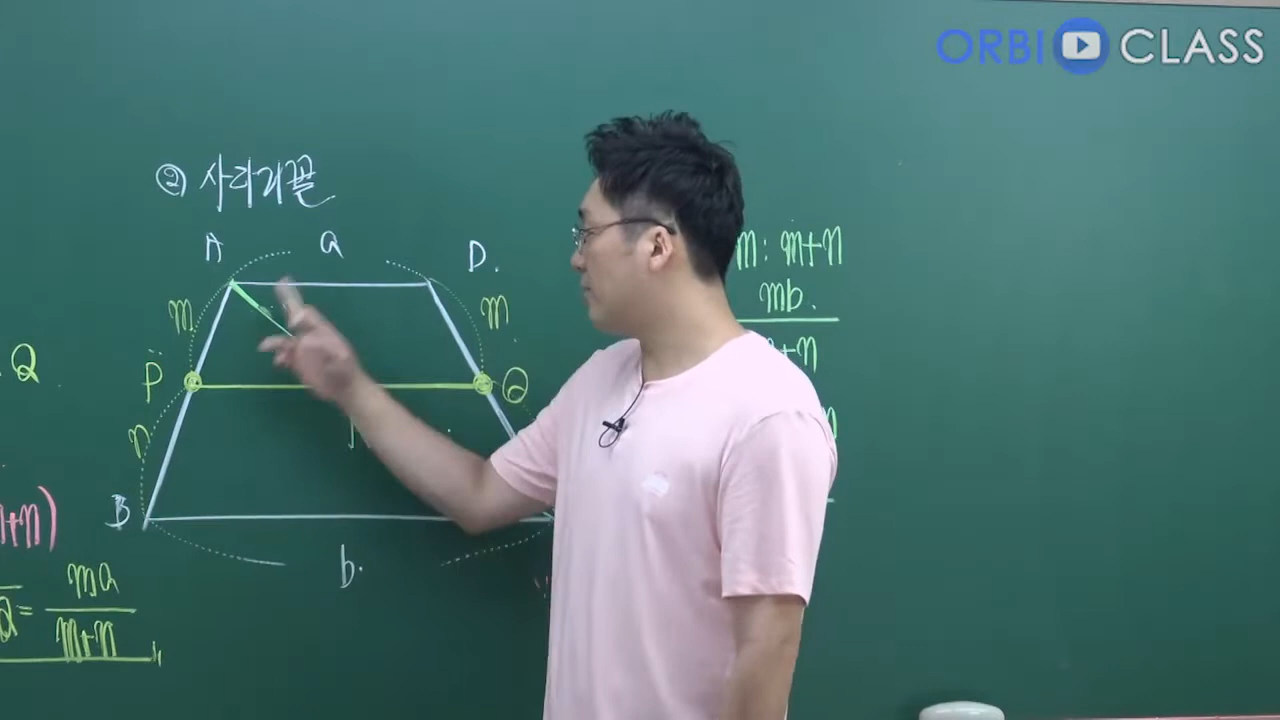 ORBI CLASS
② 사다리꼴
A a D.
m m
P Q
n
B
b.
Q
m+n)
Q = ma / m+n
m : m+n
mb.
+n